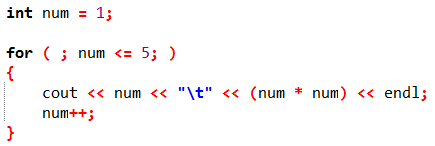 int num = 1;
for ( ; num <= 5; )
{
cout << num << "\t" << (num * num) << endl;
num++;
}